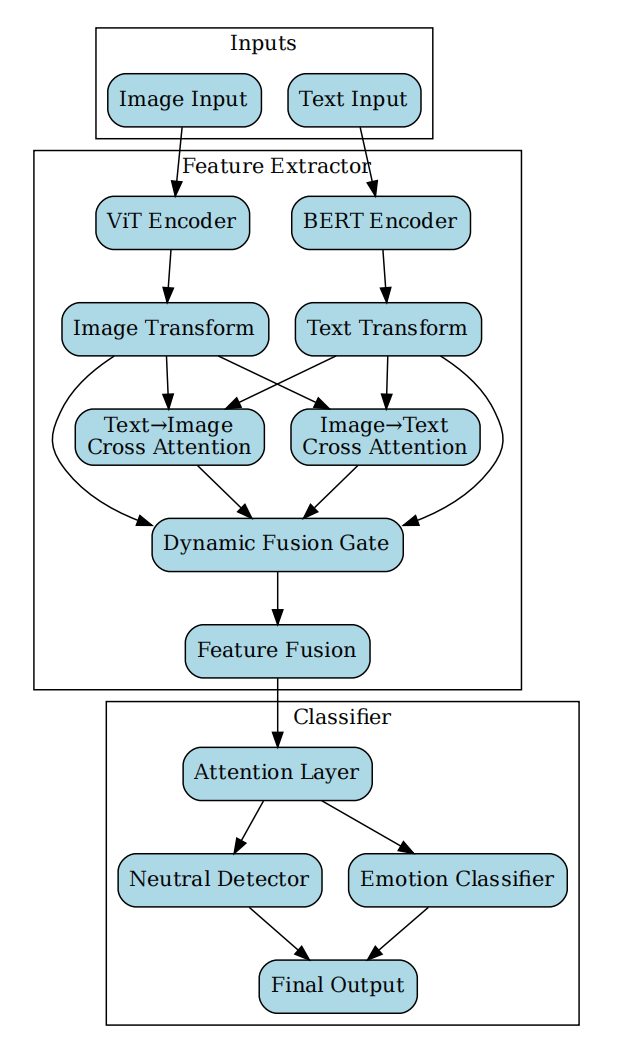 Inputs
Image Input
Text Input
Feature Extractor
ViT Encoder
BERT Encoder
Image Transform
Text Transform
Text→Image
Cross Attention
Image→Text
Cross Attention
Dynamic Fusion Gate
Feature Fusion
Classifier
Attention Layer
Neutral Detector
Emotion Classifier
Final Output